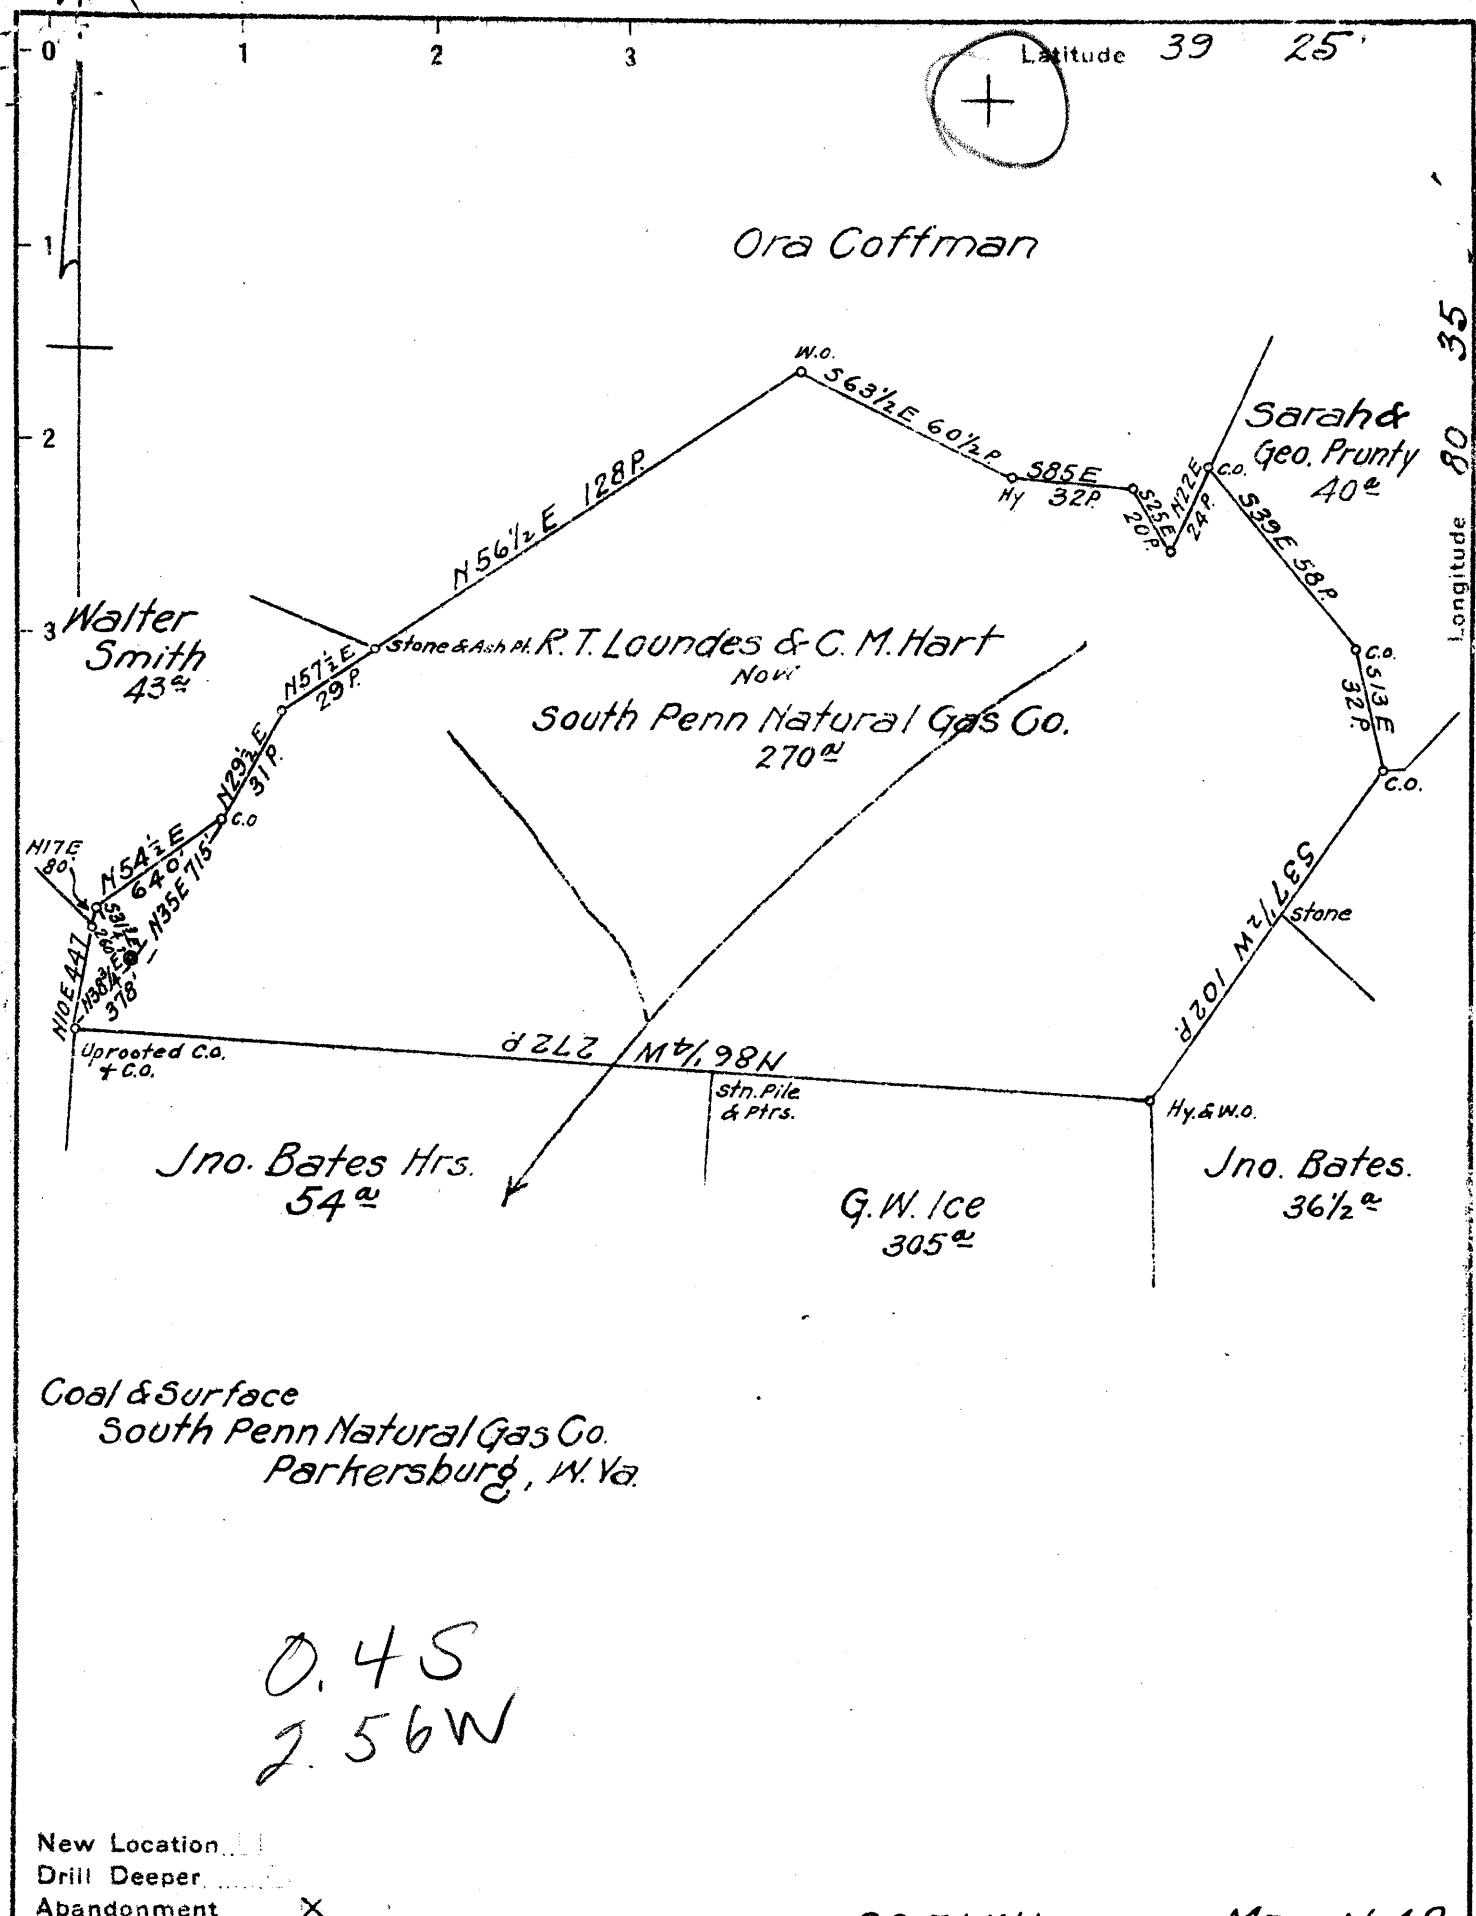 0 1 2 3 Latitude 39 25'
1
Ora Coffman
35
80
Longitude
2
W.O.
S63½E 60½P.
Sarah &
Geo. Prunty
40a
Hy
S85E
32P.
S25E
20P.
N22E
24P.
C.O.
S39E 58P.
N56½E 128P.
3
Walter
Smith
43a
Stone & Ash Pt.
R.T. Loundes & C.M. Hart
Now
South Penn Natural Gas Co.
270a
C.O.
S13E
32P.
C.O.
N57½E
29P.
N29½E
31P.
C.O
N17E
80'
N54½E
640'
N35E 715'
N38¾E
378'
N10E 447
S37½W 102P.
stone
Uprooted C.O.
& C.O.
N86¼W 272P
Stn. Pile
& Ptrs.
Hy. & W.O.
Jno. Bates Hrs.
54a
G.W. Ice
305a
Jno. Bates.
36½a
Coal & Surface
South Penn Natural Gas Co.
Parkersburg, W. Va.
0.4 S
2.56W
New Location
Drill Deeper
Abandonment X